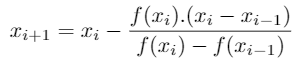 x_{i+1} = x_i - \frac{f(x_i).(x_i - x_{i-1})}{f(x_i) - f(x_{i-1})}